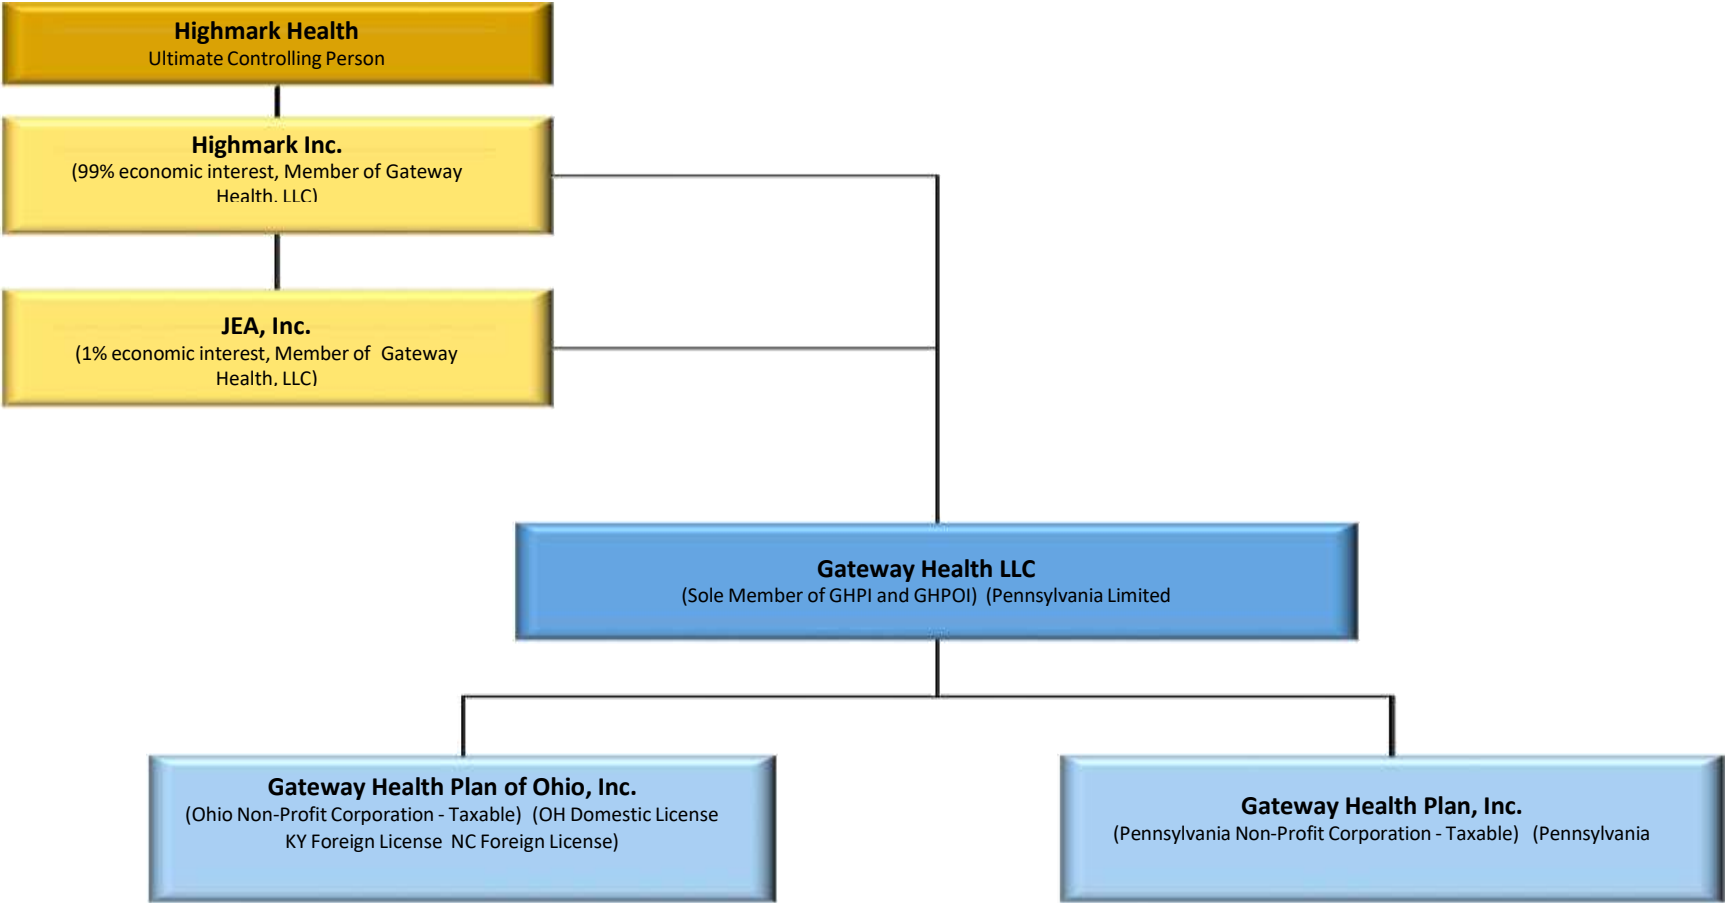 Highmark Health
Ultimate Controlling Person
Highmark Inc.
(99% economic interest, Member of Gateway
Health, LLC)
JEA, Inc.
(1% economic interest, Member of Gateway
Health, LLC)
Gateway Health LLC
(Sole Member of GHPI and GHPOI) (Pennsylvania Limited
Gateway Health Plan of Ohio, Inc.
(Ohio Non-Profit Corporation - Taxable) (OH Domestic License
KY Foreign License NC Foreign License)
Gateway Health Plan, Inc.
(Pennsylvania Non-Profit Corporation - Taxable) (Pennsylvania